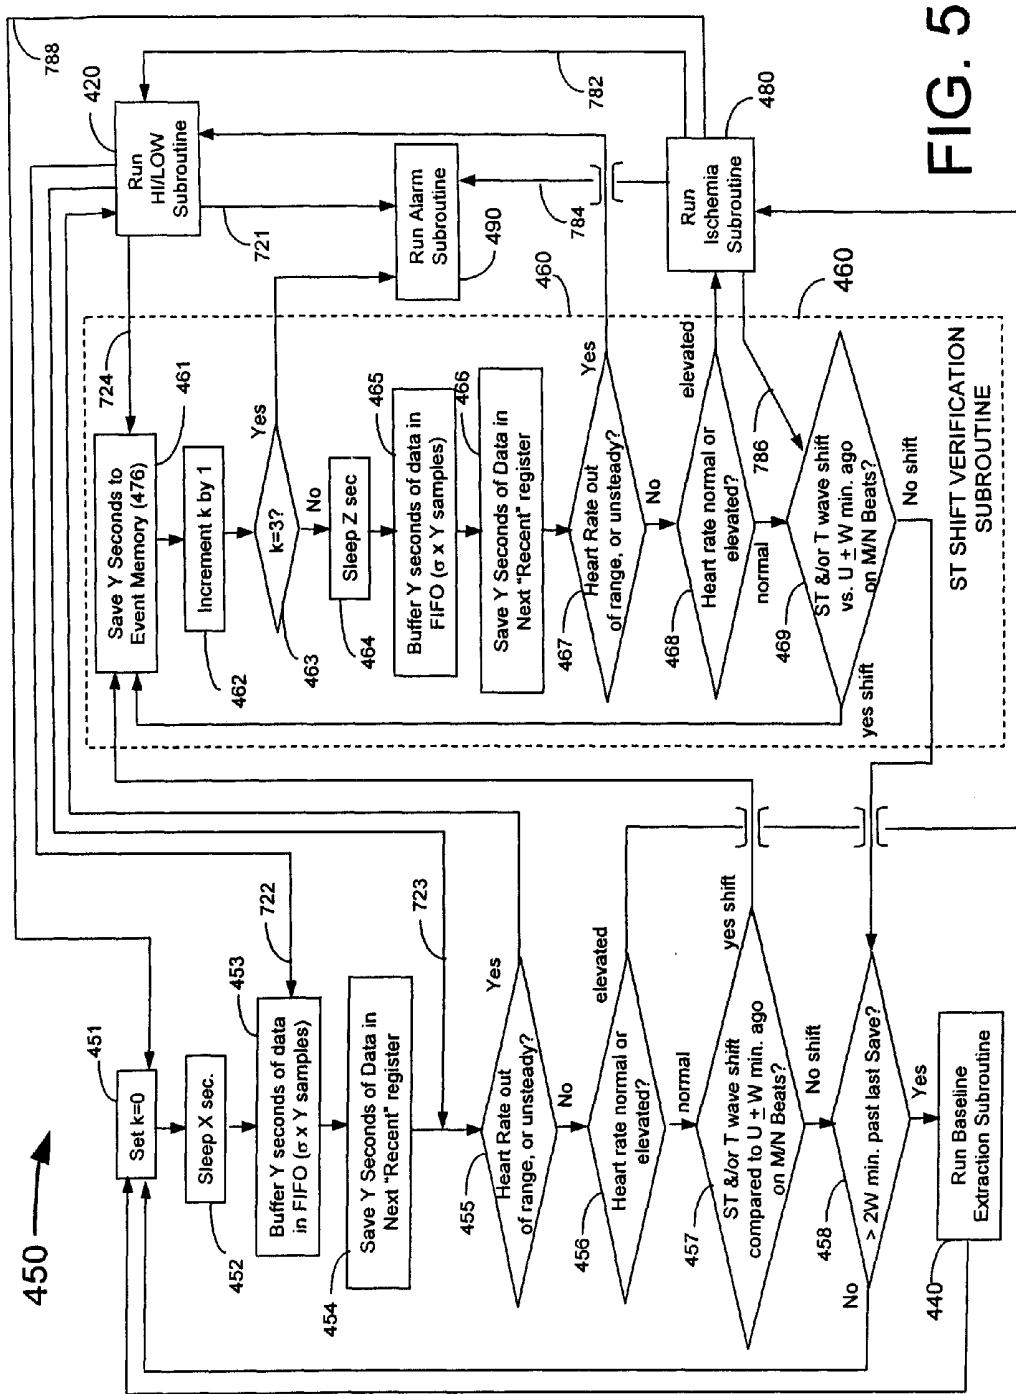 450
451
Set k=0
Sleep X sec.
452
722
453
Buffer Y seconds of data
in FIFO (σ x Y samples)
Save Y Seconds of Data in
Next "Recent" register
454
723
455
Heart Rate out
of range, or unsteady?
Yes
No
456
Heart rate normal or
elevated?
elevated
normal
457
ST &/or T wave shift
compared to U ± W min. ago
on M/N Beats?
yes shift
No shift
458
> 2W min. past last Save?
No
Yes
440
Run Baseline
Extraction Subroutine
788
420
Run
HI/LOW
Subroutine
782
721
724
Run Alarm
Subroutine
490
784
460
480
Run
Ischemia
Subroutine
460
461
Save Y Seconds to
Event Memory (476)
Increment k by 1
462
k=3?
Yes
No
463
Sleep Z sec
464
465
Buffer Y seconds of data in
FIFO (σ x Y samples)
466
Save Y Seconds of Data in
Next "Recent" register
467
Heart Rate out
of range, or unsteady?
Yes
No
468
Heart rate normal or
elevated?
elevated
normal
786
469
ST &/or T wave shift
vs. U ± W min. ago
on M/N Beats?
yes shift
No shift
ST SHIFT VERIFICATION
SUBROUTINE
FIG. 5